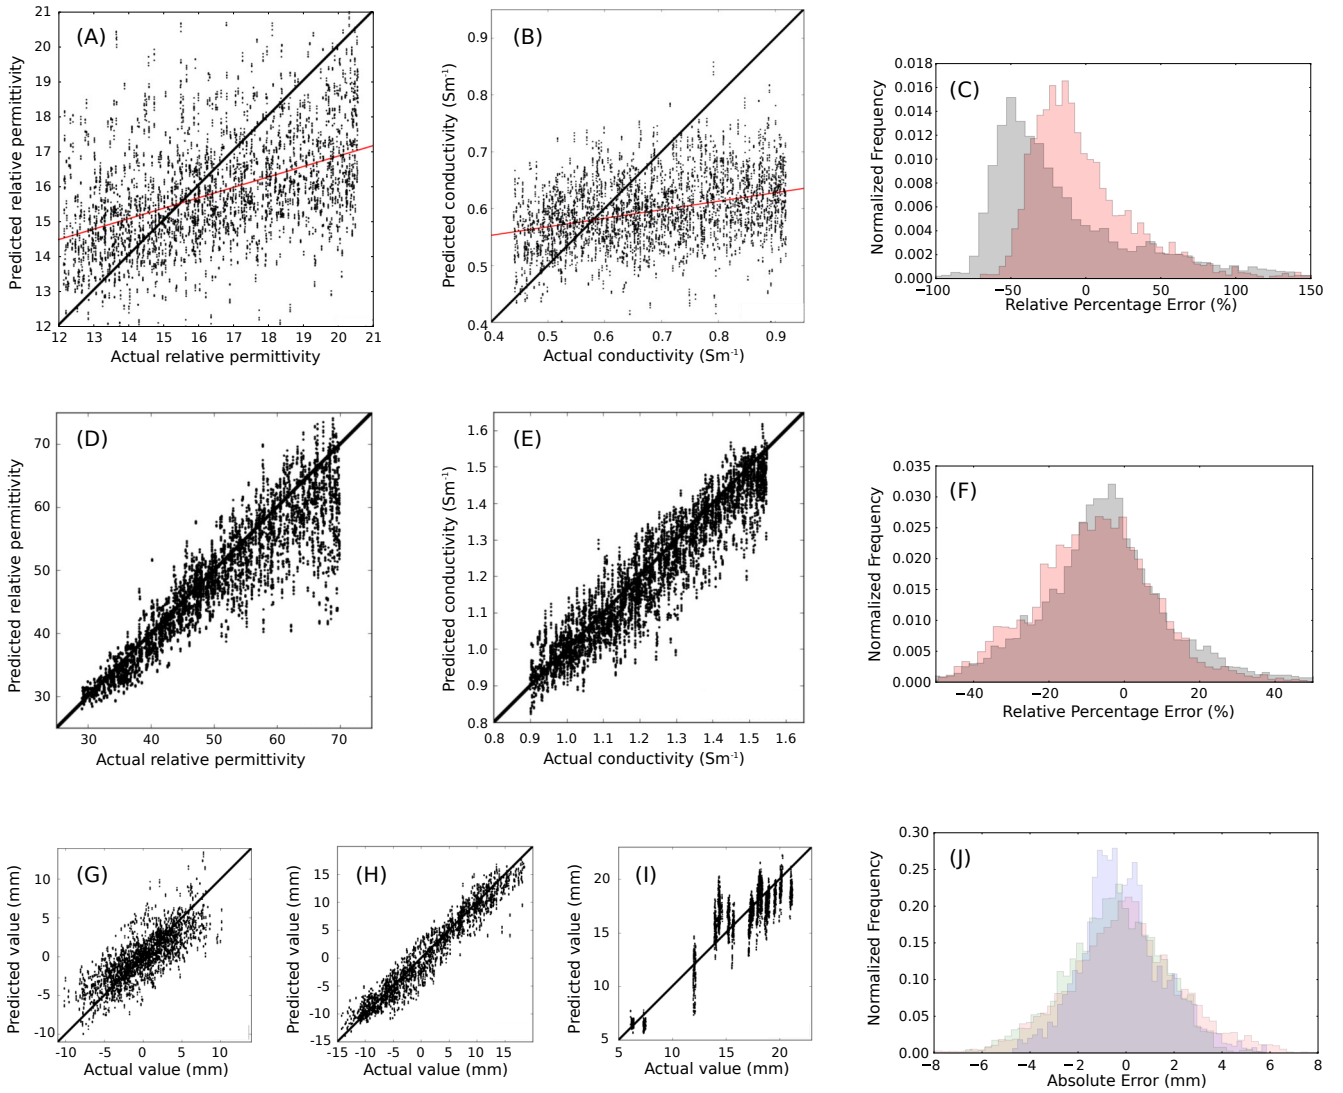 (A)
Predicted relative permittivity
21
20
19
18
17
16
15
14
13
12
12 13 14 15 16 17 18 19 20 21
Actual relative permittivity
(B)
Predicted conductivity (Sm⁻¹)
0.9
0.8
0.7
0.6
0.5
0.4
0.4 0.5 0.6 0.7 0.8 0.9
Actual conductivity (Sm⁻¹)
(C)
Normalized Frequency
0.018
0.016
0.014
0.012
0.010
0.008
0.006
0.004
0.002
0.000
−100 −50 0 50 100 150
Relative Percentage Error (%)
(D)
Predicted relative permittivity
70
60
50
40
30
30 40 50 60 70
Actual relative permittivity
(E)
Predicted conductivity (Sm⁻¹)
1.6
1.5
1.4
1.3
1.2
1.1
1.0
0.9
0.8
0.8 0.9 1.0 1.1 1.2 1.3 1.4 1.5 1.6
Actual conductivity (Sm⁻¹)
(F)
Normalized Frequency
0.035
0.030
0.025
0.020
0.015
0.010
0.005
0.000
−40 −20 0 20 40
Relative Percentage Error (%)
(G)
Predicted value (mm)
10
5
0
-5
-10
-10 -5 0 5 10
Actual value (mm)
(H)
Predicted value (mm)
15
10
5
0
-5
-10
-15
-15 -10 -5 0 5 10 15
Actual value (mm)
(I)
Predicted value (mm)
20
15
10
5
5 10 15 20
Actual value (mm)
(J)
Normalized Frequency
0.30
0.25
0.20
0.15
0.10
0.05
0.00
−8 −6 −4 −2 0 2 4 6 8
Absolute Error (mm)